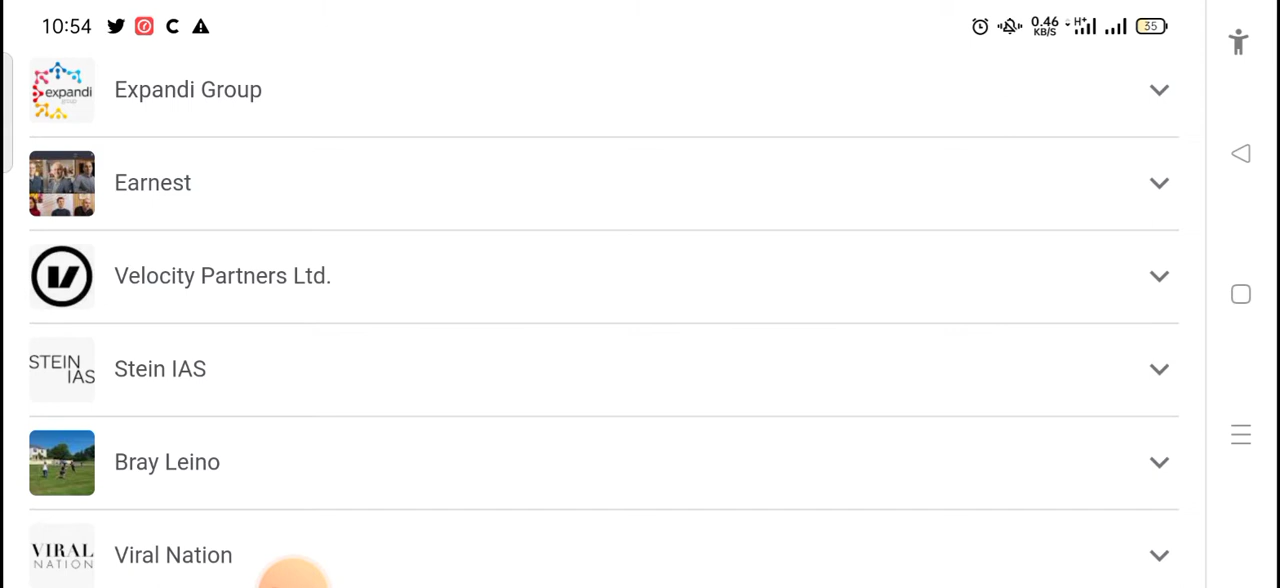 10:54
0.46
KB/S
H+
35
expandi
group
Expandi Group
Earnest
Velocity Partners Ltd.
STEIN
IAS
Stein IAS
Bray Leino
VIRAL
NATION
Viral Nation